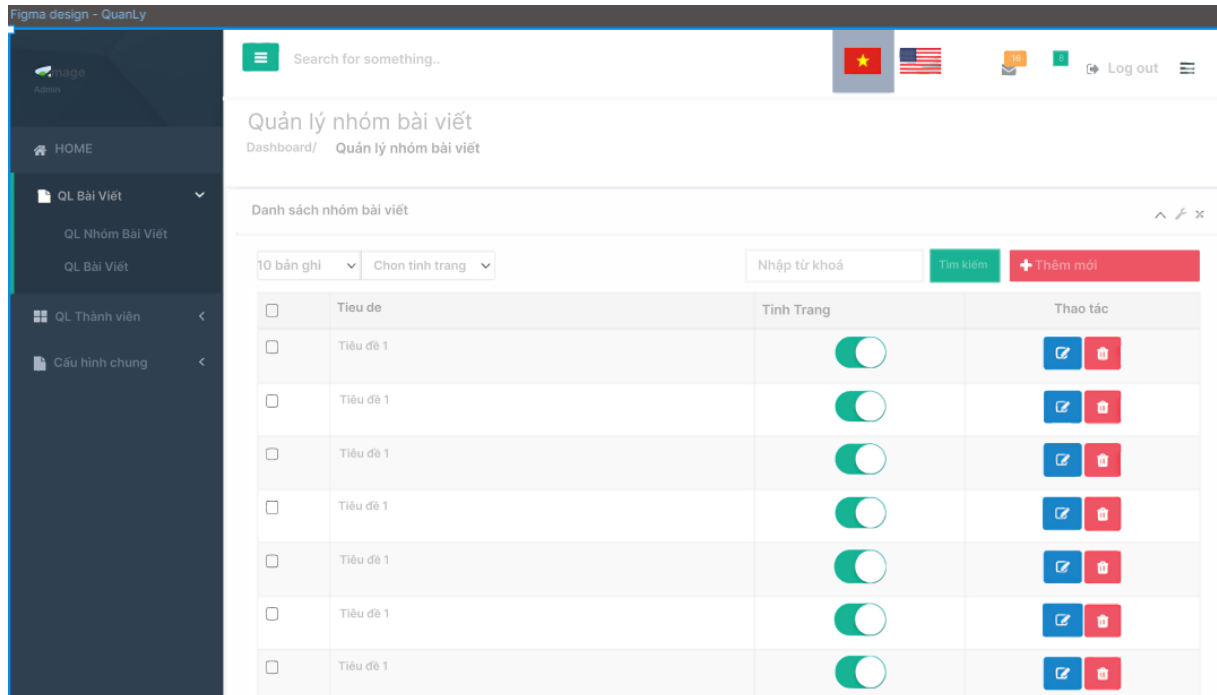 Figma design - QuanLy
Search for something..
16
8
Log out
mage
Admin
Quản lý nhóm bài viết
Dashboard/ Quản lý nhóm bài viết
HOME
QL Bài Viết
QL Nhóm Bài Viết
QL Bài Viết
QL Thành viên
Cấu hình chung
Danh sách nhóm bài viết
10 bản ghi
Chon tinh trang
Nhập từ khoá
Tìm kiếm
Thêm mới
Tieu de Tinh Trang Thao tác
Tiêu đề 1
Tiêu đề 1
Tiêu đề 1
Tiêu đề 1
Tiêu đề 1
Tiêu đề 1
Tiêu đề 1